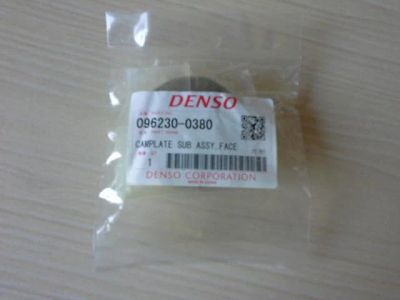 DENSO
096230-0380
CAMPLATE SUB ASSY.FACE
1
DENSO CORPORATION